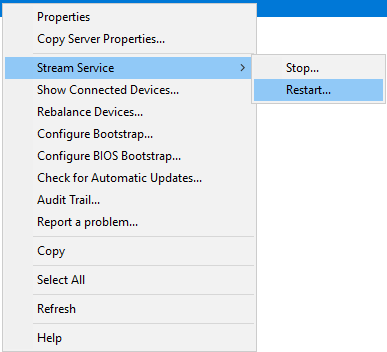 Properties
Copy Server Properties...
Stream Service
Stop...
Show Connected Devices...
Restart...
Rebalance Devices...
Configure Bootstrap...
Configure BIOS Bootstrap...
Check for Automatic Updates...
Audit Trail...
Report a problem...
Copy
Select All
Refresh
Help